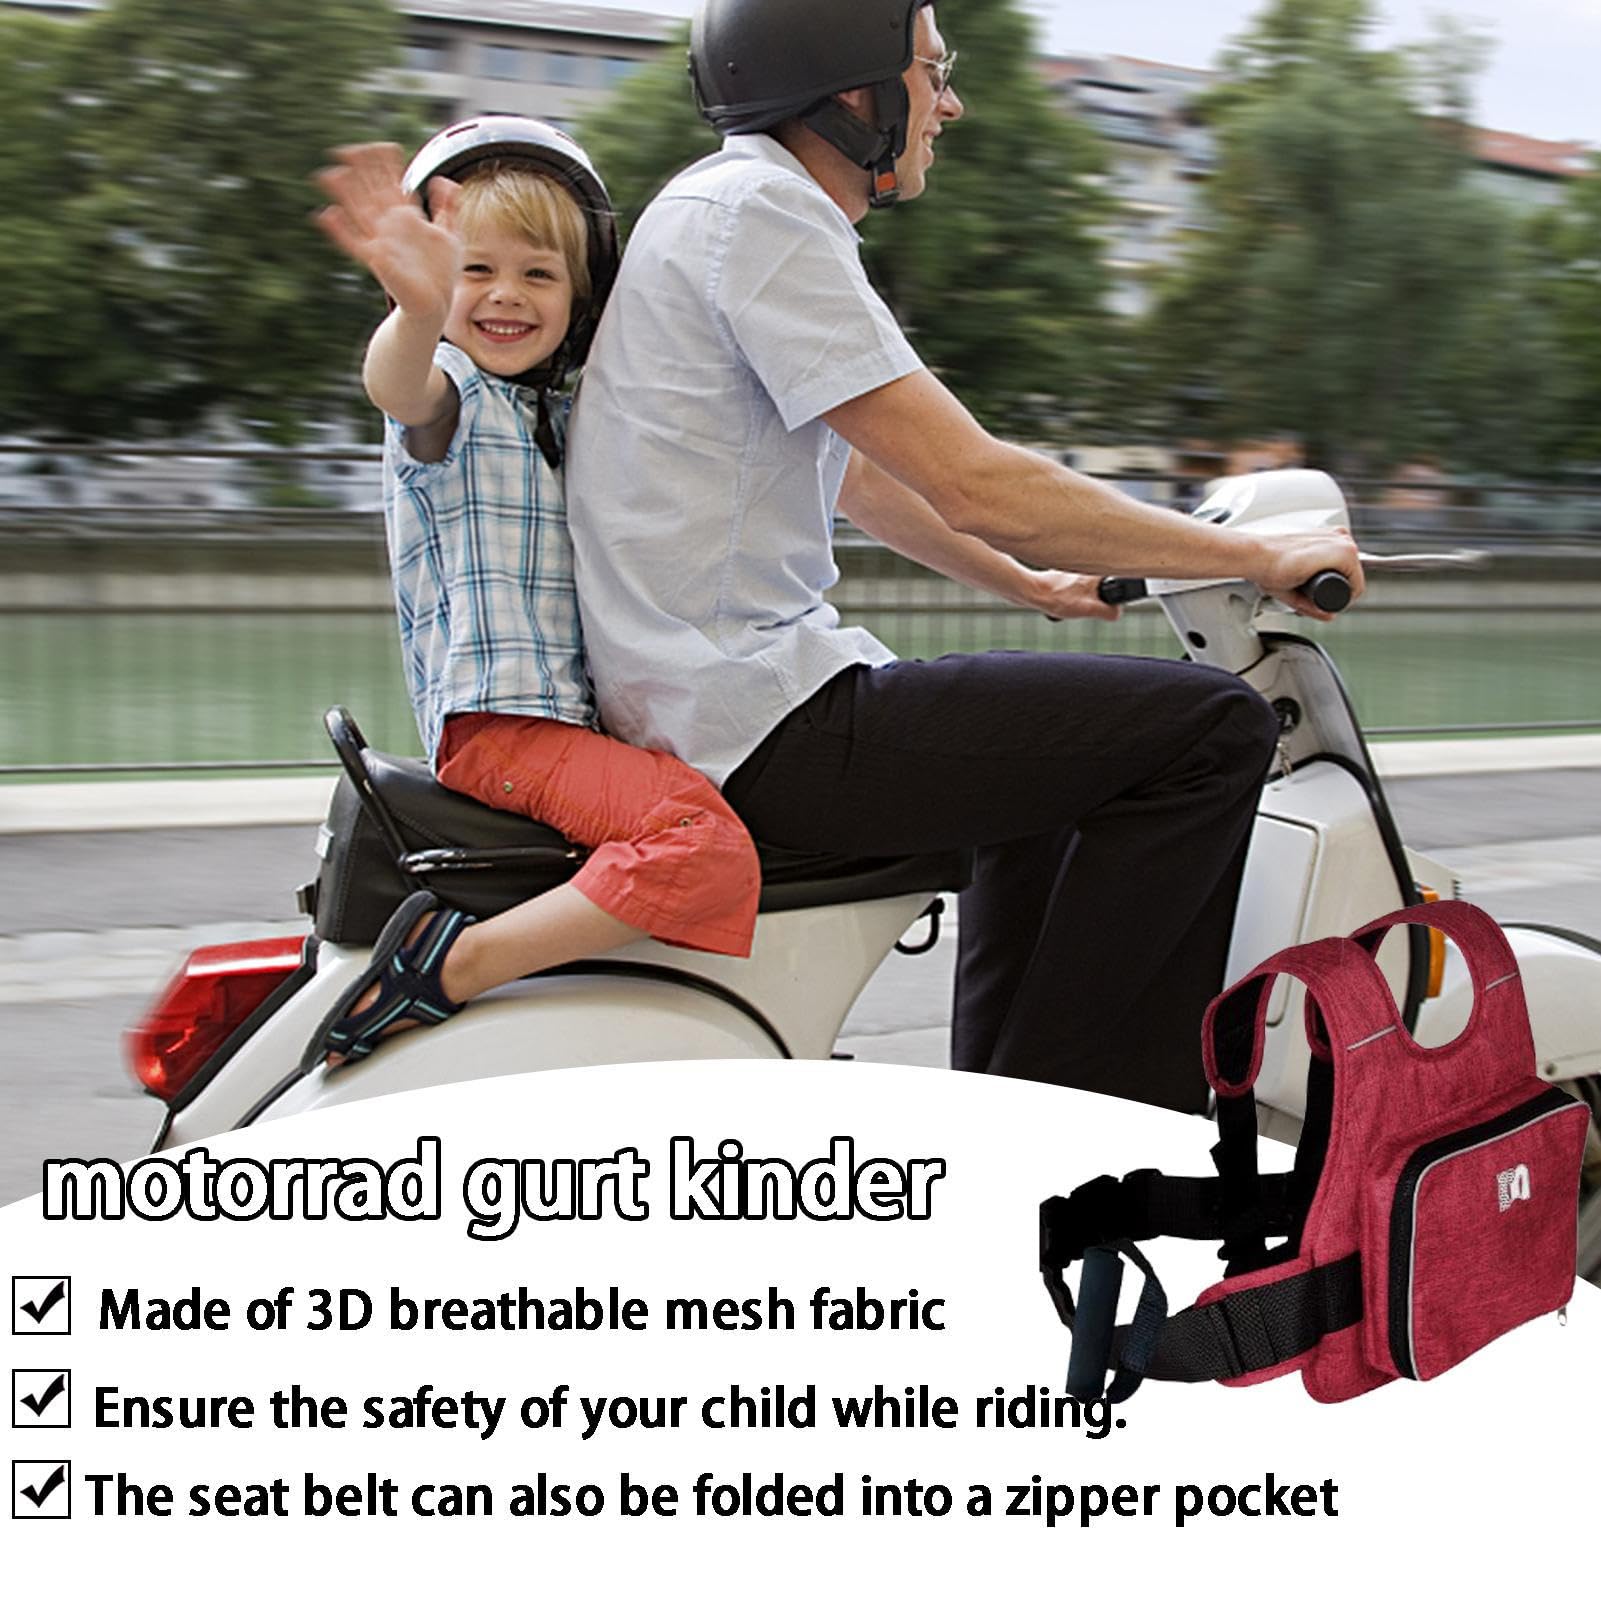 motorrad gurt kinder
Made of 3D breathable mesh fabric
Ensure the safety of your child while riding.
The seat belt can also be folded into a zipper pocket